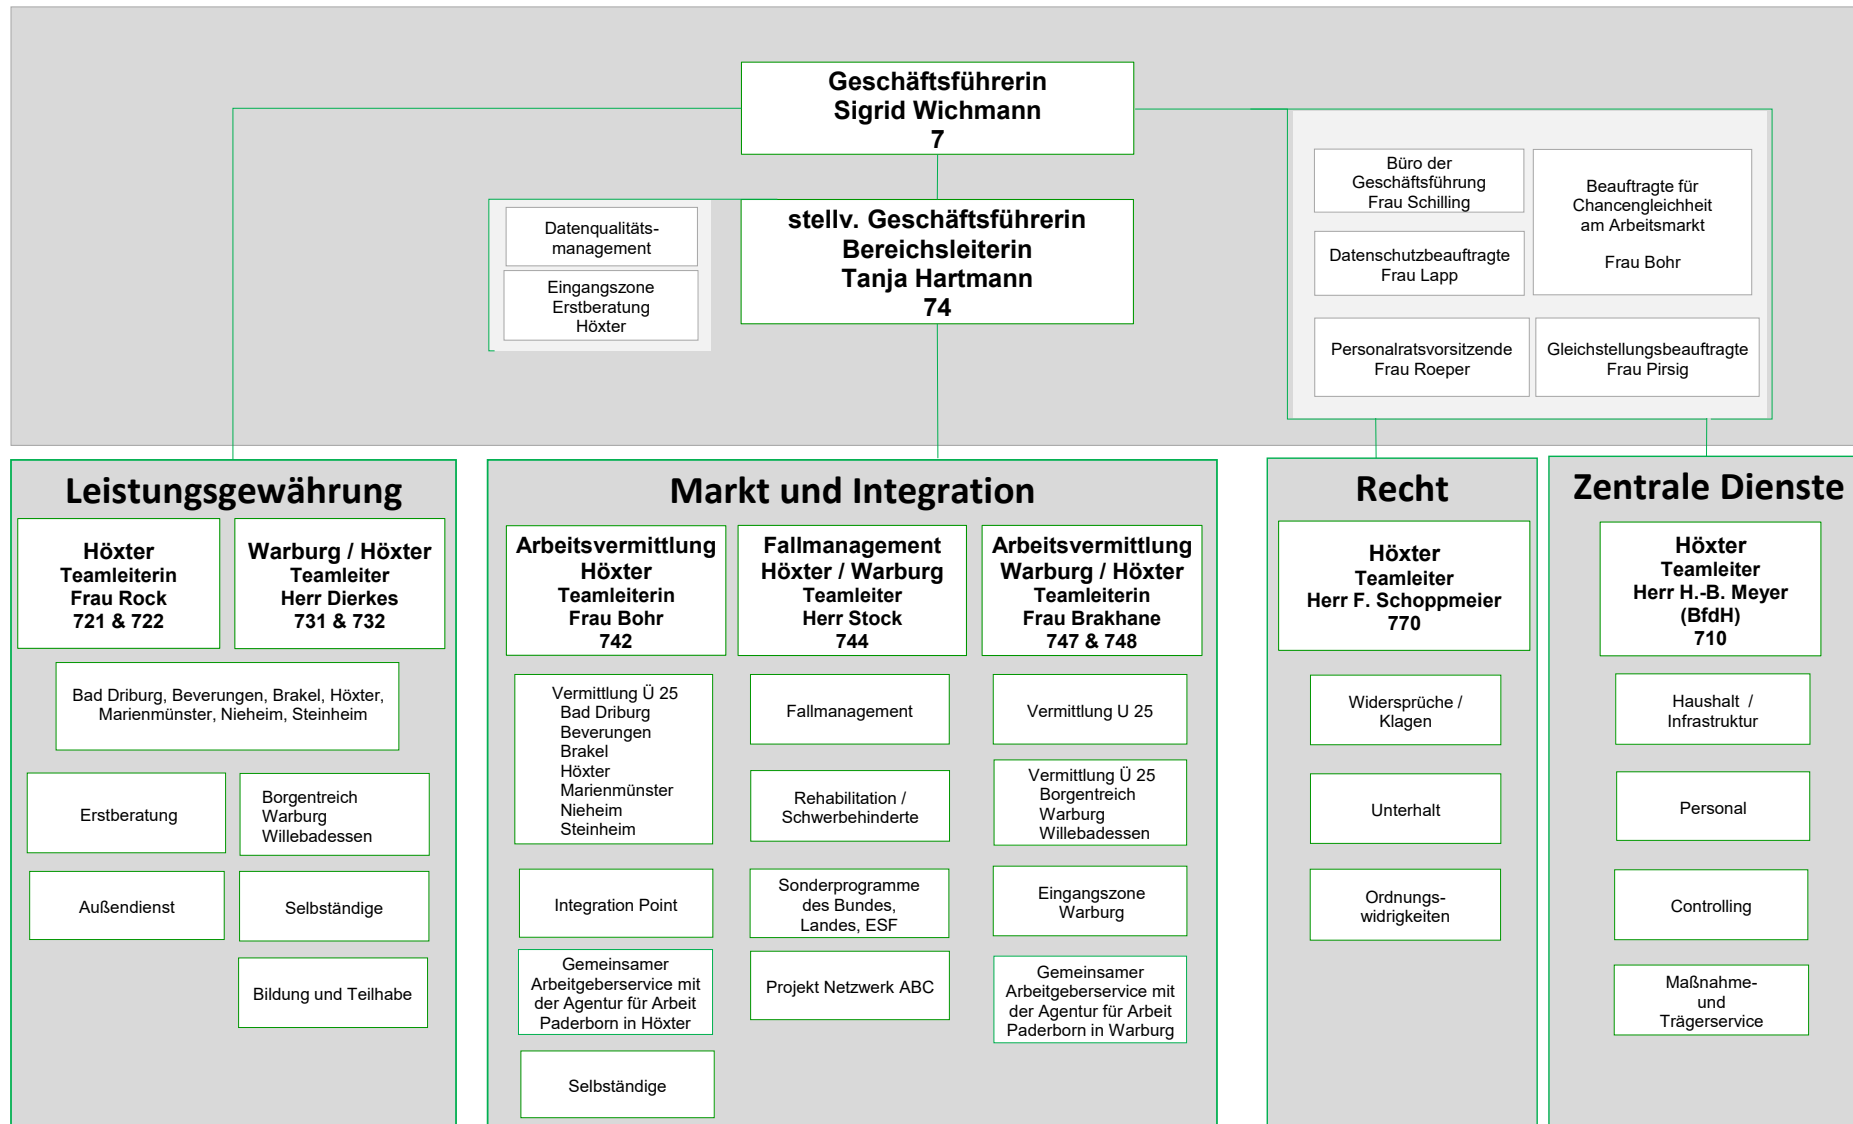 Geschäftsführerin
Sigrid Wichmann
7
Büro der
Geschäftsführung
Frau Schilling
Beauftragte für
Chancengleichheit
am Arbeitsmarkt
Frau Bohr
Datenschutzbeauftragte
Frau Lapp
Personalratsvorsitzende
Frau Roeper
Gleichstellungsbeauftragte
Frau Pirsig
Datenqualitäts-
management
Eingangszone
Erstberatung
Höxter
stellv. Geschäftsführerin
Bereichsleiterin
Tanja Hartmann
74
Leistungsgewährung
Höxter
Teamleiterin
Frau Rock
721 & 722
Warburg / Höxter
Teamleiter
Herr Dierkes
731 & 732
Bad Driburg, Beverungen, Brakel, Höxter,
Marienmünster, Nieheim, Steinheim
Erstberatung
Außendienst
Borgentreich
Warburg
Willebadessen
Selbständige
Bildung und Teilhabe
Markt und Integration
Arbeitsvermittlung
Höxter
Teamleiterin
Frau Bohr
742
Vermittlung Ü 25
Bad Driburg
Beverungen
Brakel
Höxter
Marienmünster
Nieheim
Steinheim
Integration Point
Gemeinsamer
Arbeitgeberservice mit
der Agentur für Arbeit
Paderborn in Höxter
Selbständige
Fallmanagement
Höxter / Warburg
Teamleiter
Herr Stock
744
Fallmanagement
Rehabilitation /
Schwerbehinderte
Sonderprogramme
des Bundes,
Landes, ESF
Projekt Netzwerk ABC
Arbeitsvermittlung
Warburg / Höxter
Teamleiterin
Frau Brakhane
747 & 748
Vermittlung U 25
Vermittlung Ü 25
Borgentreich
Warburg
Willebadessen
Eingangszone
Warburg
Gemeinsamer
Arbeitgeberservice mit
der Agentur für Arbeit
Paderborn in Warburg
Recht
Höxter
Teamleiter
Herr F. Schoppmeier
770
Widersprüche /
Klagen
Unterhalt
Ordnungs-
widrigkeiten
Zentrale Dienste
Höxter
Teamleiter
Herr H.-B. Meyer
(BfdH)
710
Haushalt /
Infrastruktur
Personal
Controlling
Maßnahme-
und
Trägerservice